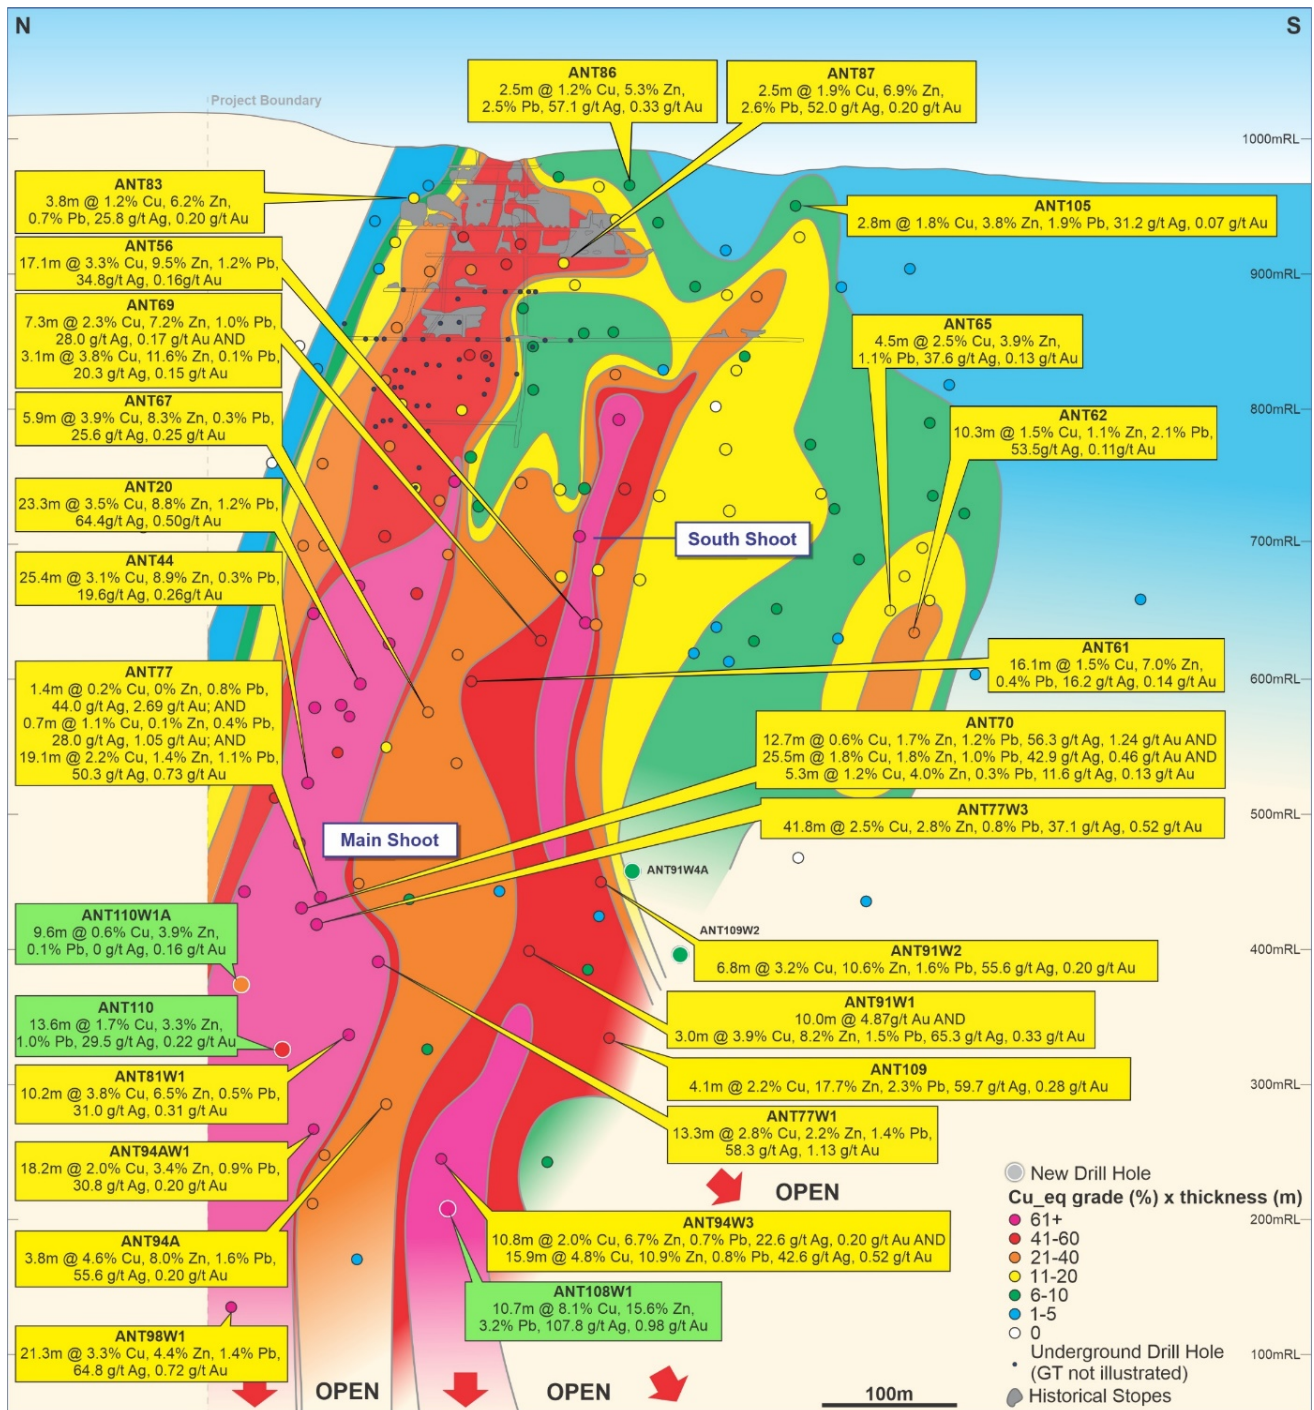 N
S
Project Boundary
ANT86
2.5m @ 1.2% Cu, 5.3% Zn,
2.5% Pb, 57.1 g/t Ag, 0.33 g/t Au
ANT87
2.5m @ 1.9% Cu, 6.9% Zn,
2.6% Pb, 52.0 g/t Ag, 0.20 g/t Au
1000mRL
ANT83
3.8m @ 1.2% Cu, 6.2% Zn,
0.7% Pb, 25.8 g/t Ag, 0.20 g/t Au
ANT105
2.8m @ 1.8% Cu, 3.8% Zn, 1.9% Pb, 31.2 g/t Ag, 0.07 g/t Au
ANT56
17.1m @ 3.3% Cu, 9.5% Zn, 1.2% Pb,
34.8g/t Ag, 0.16g/t Au
900mRL
ANT69
7.3m @ 2.3% Cu, 7.2% Zn, 1.0% Pb,
28.0 g/t Ag, 0.17 g/t Au AND
3.1m @ 3.8% Cu, 11.6% Zn, 0.1% Pb,
20.3 g/t Ag, 0.15 g/t Au
ANT65
4.5m @ 2.5% Cu, 3.9% Zn,
1.1% Pb, 37.6 g/t Ag, 0.13 g/t Au
ANT67
5.9m @ 3.9% Cu, 8.3% Zn, 0.3% Pb,
25.6 g/t Ag, 0.25 g/t Au
800mRL
ANT62
10.3m @ 1.5% Cu, 1.1% Zn, 2.1% Pb,
53.5g/t Ag, 0.11g/t Au
ANT20
23.3m @ 3.5% Cu, 8.8% Zn, 1.2% Pb,
64.4g/t Ag, 0.50g/t Au
South Shoot
700mRL
ANT44
25.4m @ 3.1% Cu, 8.9% Zn, 0.3% Pb,
19.6g/t Ag, 0.26g/t Au
ANT61
16.1m @ 1.5% Cu, 7.0% Zn,
0.4% Pb, 16.2 g/t Ag, 0.14 g/t Au
600mRL
ANT77
1.4m @ 0.2% Cu, 0% Zn, 0.8% Pb,
44.0 g/t Ag, 2.69 g/t Au; AND
0.7m @ 1.1% Cu, 0.1% Zn, 0.4% Pb,
28.0 g/t Ag, 1.05 g/t Au; AND
19.1m @ 2.2% Cu, 1.4% Zn, 1.1% Pb,
50.3 g/t Ag, 0.73 g/t Au
ANT70
12.7m @ 0.6% Cu, 1.7% Zn, 1.2% Pb, 56.3 g/t Ag, 1.24 g/t Au AND
25.5m @ 1.8% Cu, 1.8% Zn, 1.0% Pb, 42.9 g/t Ag, 0.46 g/t Au AND
5.3m @ 1.2% Cu, 4.0% Zn, 0.3% Pb, 11.6 g/t Ag, 0.13 g/t Au
ANT77W3
41.8m @ 2.5% Cu, 2.8% Zn, 0.8% Pb, 37.1 g/t Ag, 0.52 g/t Au
500mRL
Main Shoot
ANT91W4A
ANT110W1A
9.6m @ 0.6% Cu, 3.9% Zn,
0.1% Pb, 0 g/t Ag, 0.16 g/t Au
ANT109W2
400mRL
ANT91W2
6.8m @ 3.2% Cu, 10.6% Zn, 1.6% Pb, 55.6 g/t Ag, 0.20 g/t Au
ANT110
13.6m @ 1.7% Cu, 3.3% Zn,
1.0% Pb, 29.5 g/t Ag, 0.22 g/t Au
ANT91W1
10.0m @ 4.87g/t Au AND
3.0m @ 3.9% Cu, 8.2% Zn, 1.5% Pb, 65.3 g/t Ag, 0.33 g/t Au
ANT109
4.1m @ 2.2% Cu, 17.7% Zn, 2.3% Pb, 59.7 g/t Ag, 0.28 g/t Au
300mRL
ANT81W1
10.2m @ 3.8% Cu, 6.5% Zn, 0.5% Pb,
31.0 g/t Ag, 0.31 g/t Au
ANT77W1
13.3m @ 2.8% Cu, 2.2% Zn, 1.4% Pb,
58.3 g/t Ag, 1.13 g/t Au
ANT94AW1
18.2m @ 2.0% Cu, 3.4% Zn, 0.9% Pb,
30.8 g/t Ag, 0.20 g/t Au
OPEN
New Drill Hole
Cu_eq grade (%) x thickness (m)
61+
41-60
21-40
11-20
6-10
1-5
0
Underground Drill Hole
(GT not illustrated)
Historical Stopes
200mRL
ANT94W3
10.8m @ 2.0% Cu, 6.7% Zn, 0.7% Pb, 22.6 g/t Ag, 0.20 g/t Au AND
15.9m @ 4.8% Cu, 10.9% Zn, 0.8% Pb, 42.6 g/t Ag, 0.52 g/t Au
ANT94A
3.8m @ 4.6% Cu, 8.0% Zn, 1.6% Pb,
55.6 g/t Ag, 0.20 g/t Au
ANT108W1
10.7m @ 8.1% Cu, 15.6% Zn,
3.2% Pb, 107.8 g/t Ag, 0.98 g/t Au
ANT98W1
21.3m @ 3.3% Cu, 4.4% Zn, 1.4% Pb,
64.8 g/t Ag, 0.72 g/t Au
100mRL
OPEN
OPEN
100m